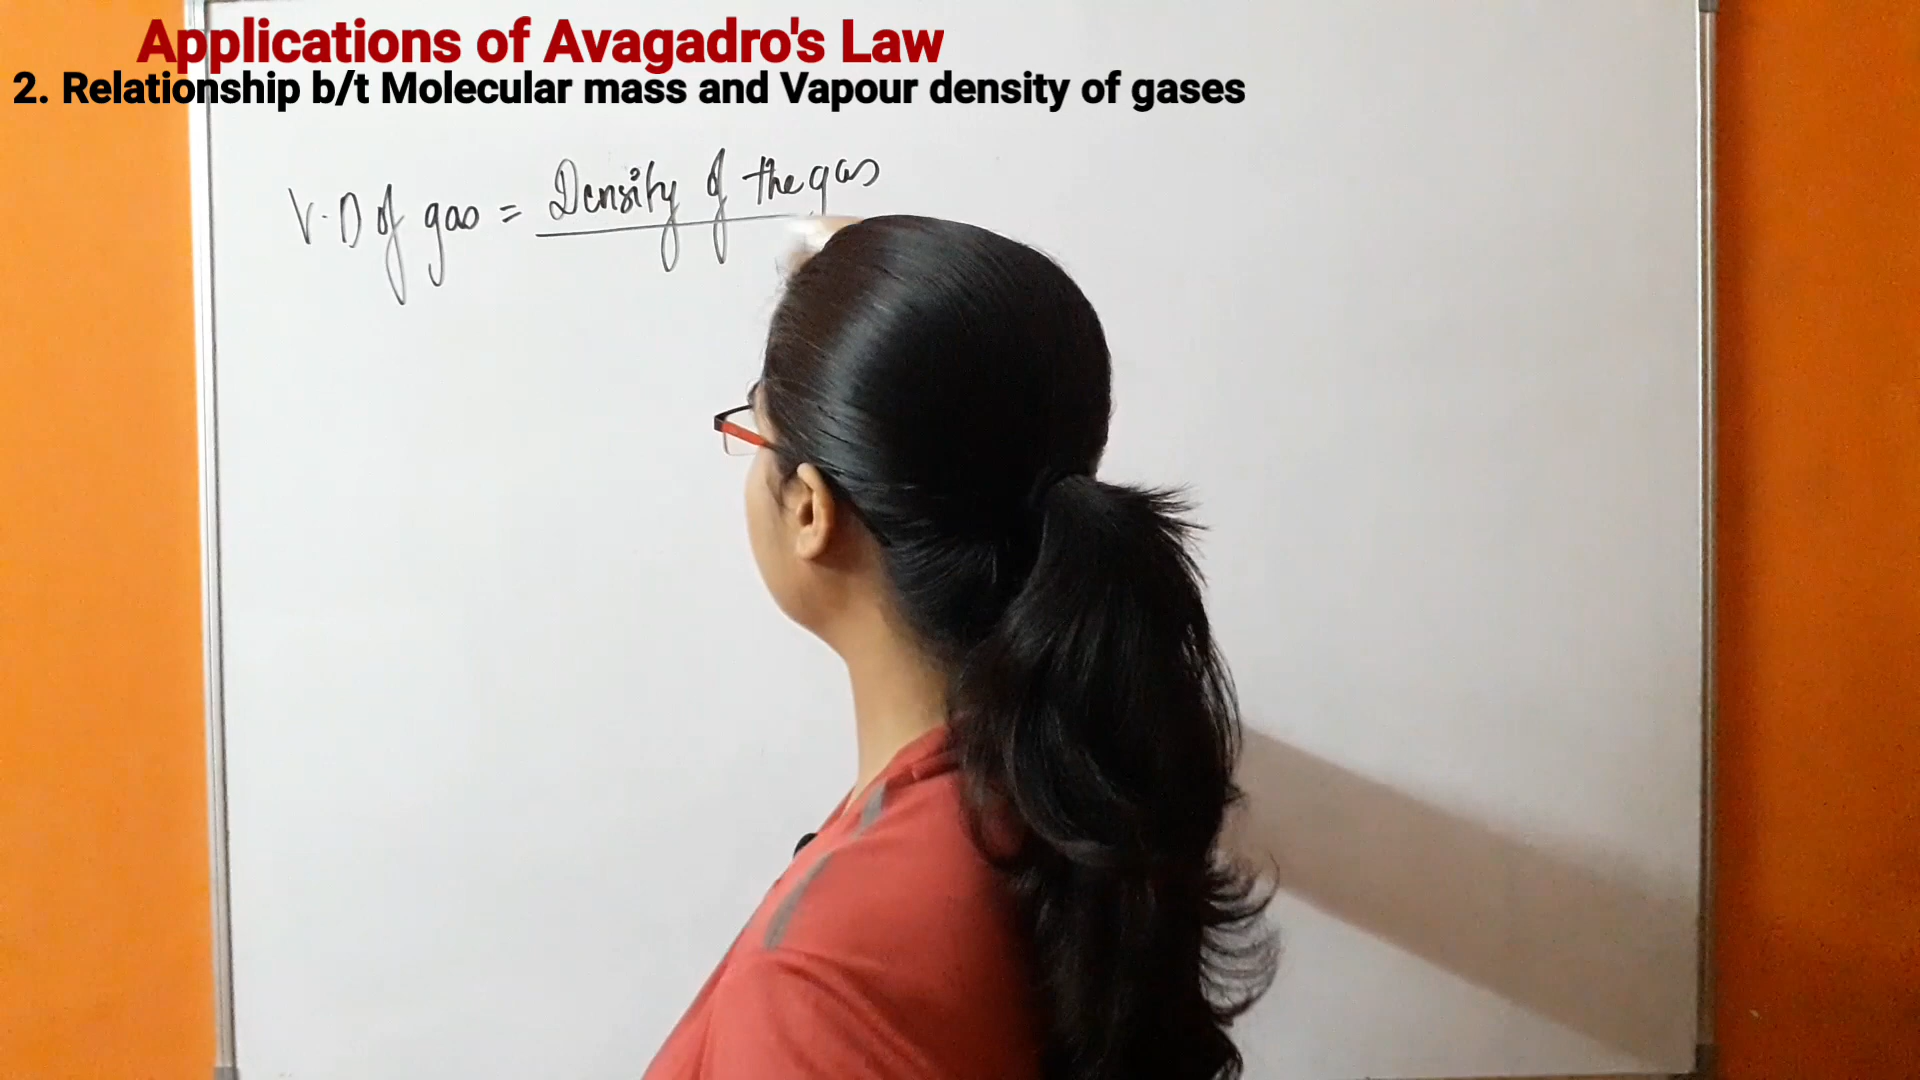 Applications of Avagadro's Law
2. Relationship b/t Molecular mass and Vapour density of gases
V.D of gas = Density of the gas